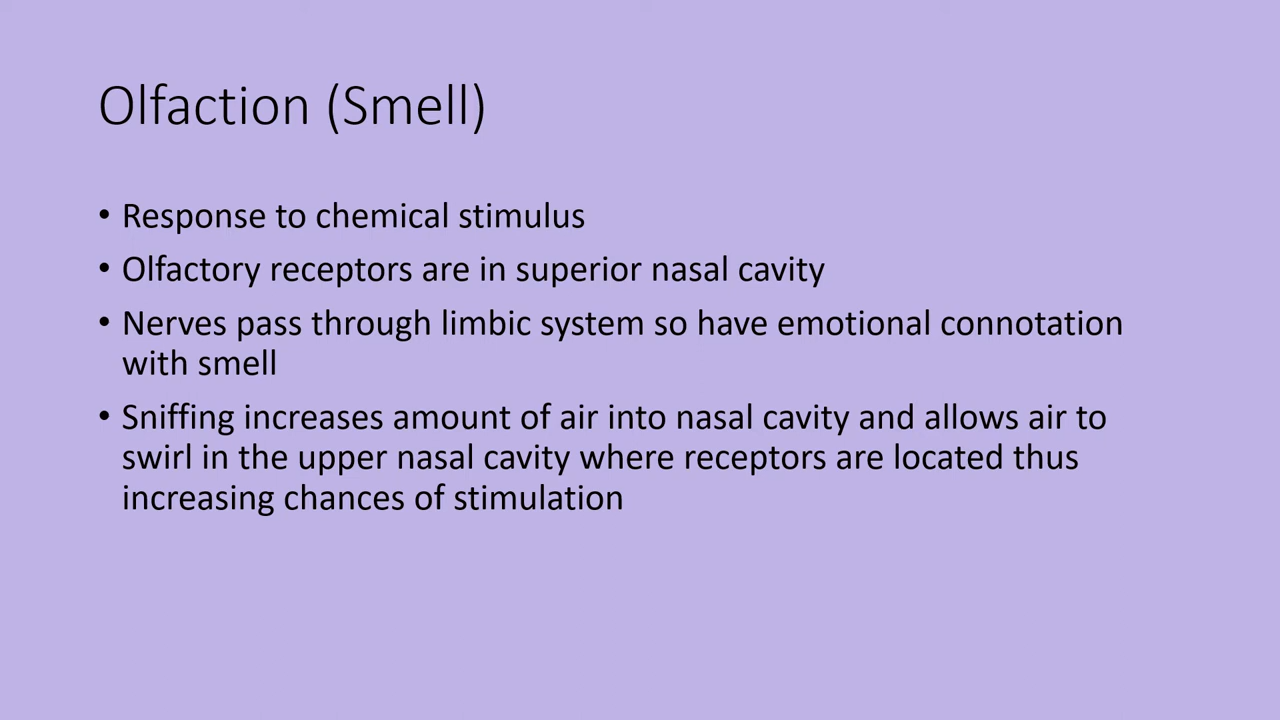 Olfaction (Smell)
• Response to chemical stimulus
• Olfactory receptors are in superior nasal cavity
• Nerves pass through limbic system so have emotional connotation
with smell
• Sniffing increases amount of air into nasal cavity and allows air to
swirl in the upper nasal cavity where receptors are located thus
increasing chances of stimulation